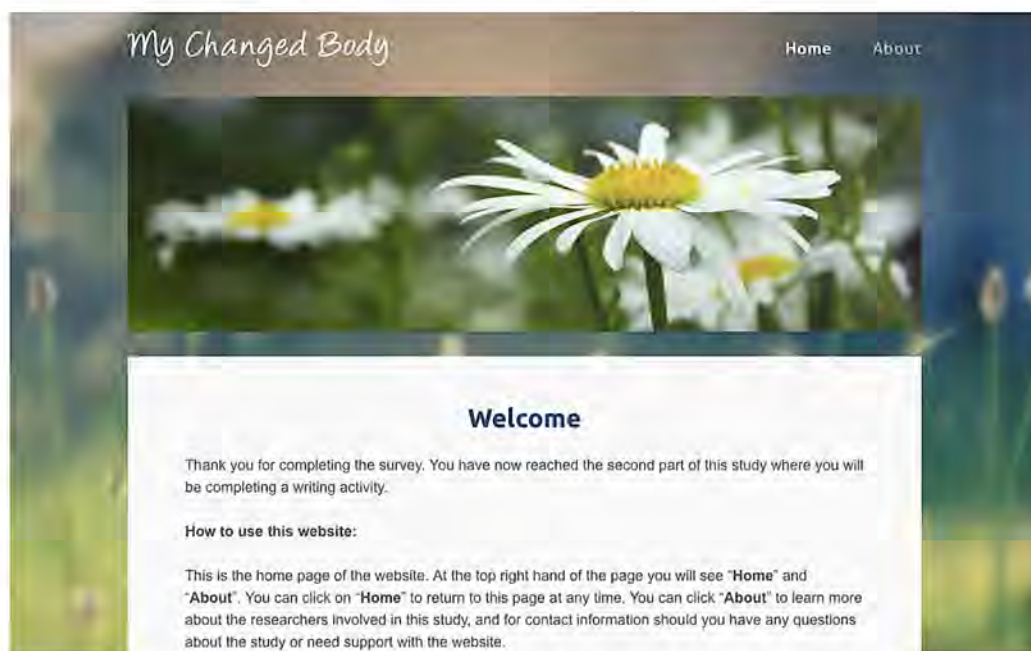 My Changed Body
Home About
Welcome
Thank you for completing the survey. You have now reached the second part of this study where you will
be completing a writing activity.
How to use this website:
This is the home page of the website. At the top right hand of the page you will see “Home” and
“About”. You can click on “Home” to return to this page at any time. You can click “About” to learn more
about the researchers involved in this study, and for contact information should you have any questions
about the study or need support with the website.